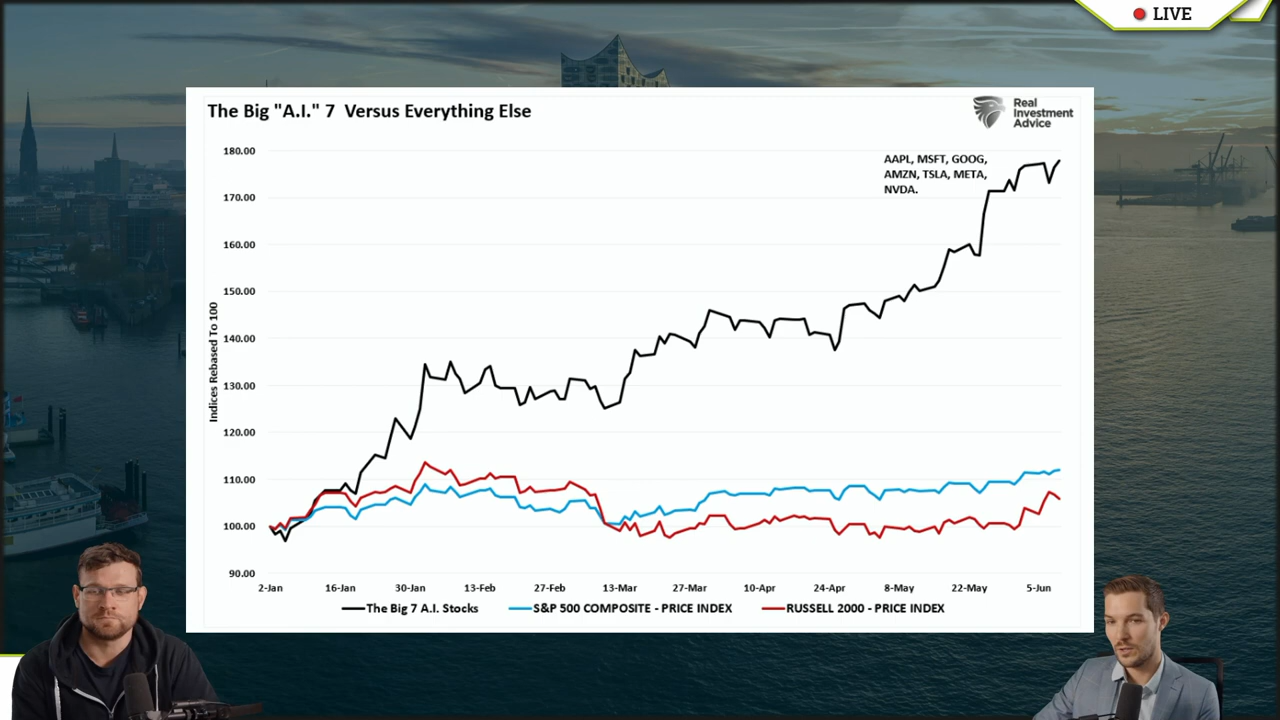 LIVE
The Big "A.I." 7 Versus Everything Else
Real
Investment
Advice
AAPL, MSFT, GOOG,
AMZN, TSLA, META,
NVDA.
180.00
170.00
160.00
150.00
140.00
130.00
120.00
110.00
100.00
90.00
Indices Rebased To 100
2-Jan 16-Jan 30-Jan 13-Feb 27-Feb 13-Mar 27-Mar 10-Apr 24-Apr 8-May 22-May 5-Jun
The Big 7 A.I. Stocks S&P 500 COMPOSITE - PRICE INDEX RUSSELL 2000 - PRICE INDEX